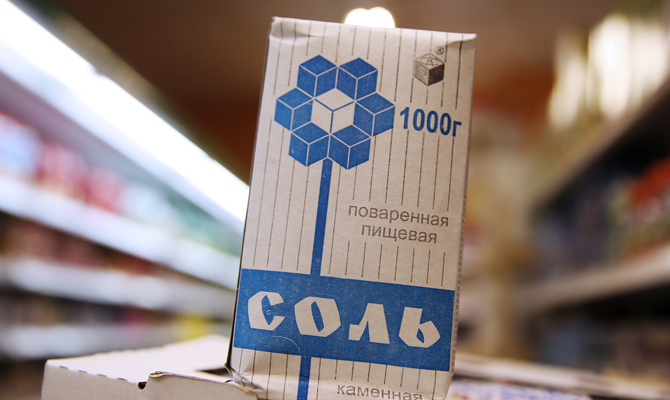 1000г
поваренная
пищевая
СОЛЬ
каменная